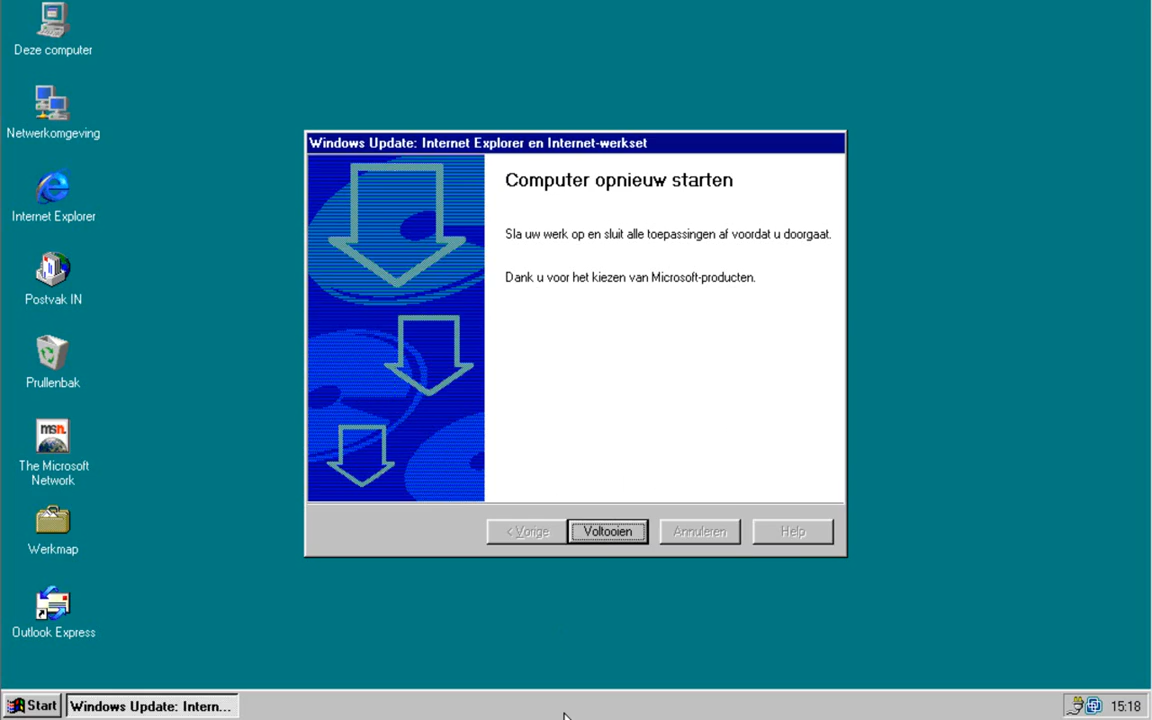 Deze computer
Netwerkomgeving
Internet Explorer
Postvak IN
Prullenbak
msn.
The Microsoft
Network
Werkmap
Outlook Express
Windows Update: Internet Explorer en Internet-werkset
Computer opnieuw starten
Sla uw werk op en sluit alle toepassingen af voordat u doorgaat.
Dank u voor het kiezen van Microsoft-producten.
< Vorige
Voltooien
Annuleren
Help
Start
Windows Update: Intern...
15:18